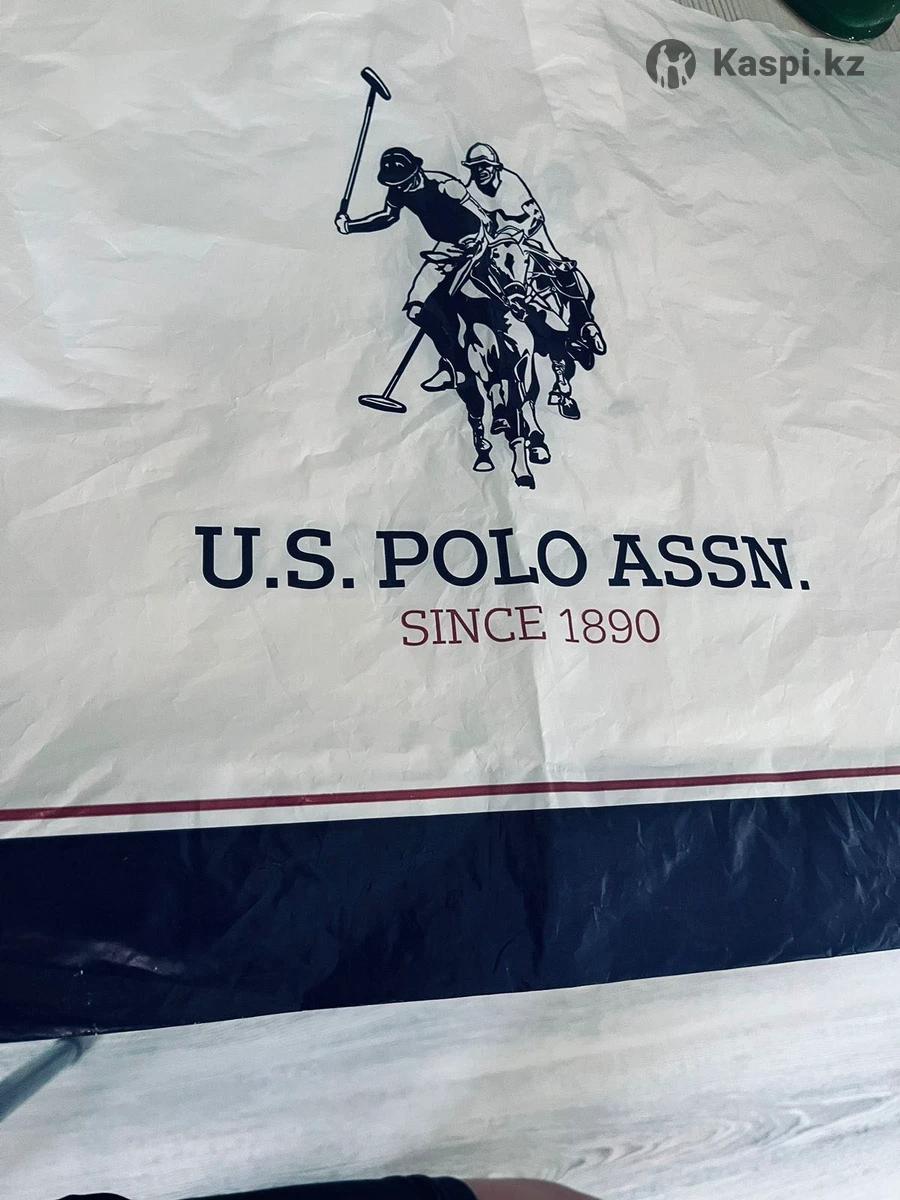 Kaspi.kz
U.S. POLO ASSN.
SINCE 1890